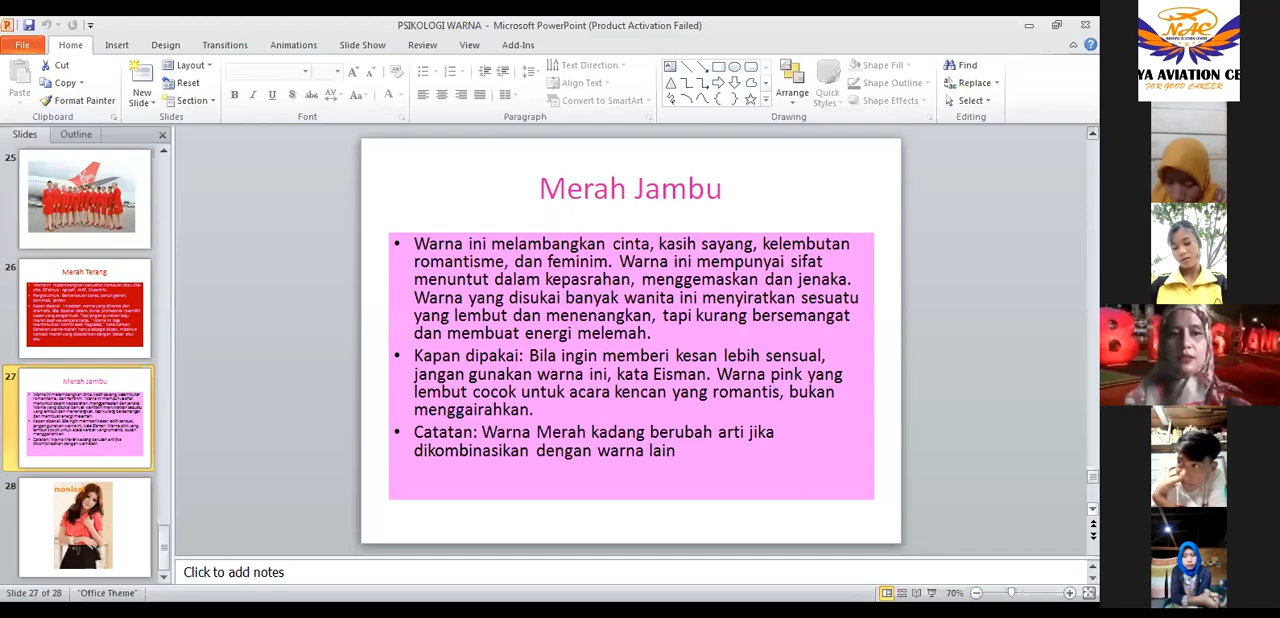 PSIKOLOGI WARNA - Microsoft PowerPoint (Product Activation Failed)
File Home Insert Design Transitions Animations Slide Show Review View Add-Ins
Paste
Cut
Copy
Format Painter
Clipboard
New Slide
Layout
Reset
Section
Slides
Font
Text Direction
Align Text
Convert to SmartArt
Paragraph
Arrange
Quick Styles
Shape Fill
Shape Outline
Shape Effects
Drawing
Find
Replace
Select
Editing
Slides Outline
25
26
Merah Terang
27
Merah Jambu
28
monica
Merah Jambu
• Warna ini melambangkan cinta, kasih sayang, kelembutan
romantisme, dan feminim. Warna ini mempunyai sifat
menuntut dalam kepasrahan, menggemaskan dan jenaka.
Warna yang disukai banyak wanita ini menyiratkan sesuatu
yang lembut dan menenangkan, tapi kurang bersemangat
dan membuat energi melemah.
• Kapan dipakai: Bila ingin memberi kesan lebih sensual,
jangan gunakan warna ini, kata Eisman. Warna pink yang
lembut cocok untuk acara kencan yang romantis, bukan
menggairahkan.
• Catatan: Warna Merah kadang berubah arti jika
dikombinasikan dengan warna lain
Click to add notes
Slide 27 of 28 "Office Theme" 70%
NAC
YA AVIATION CE
FOR GOOD CAREER